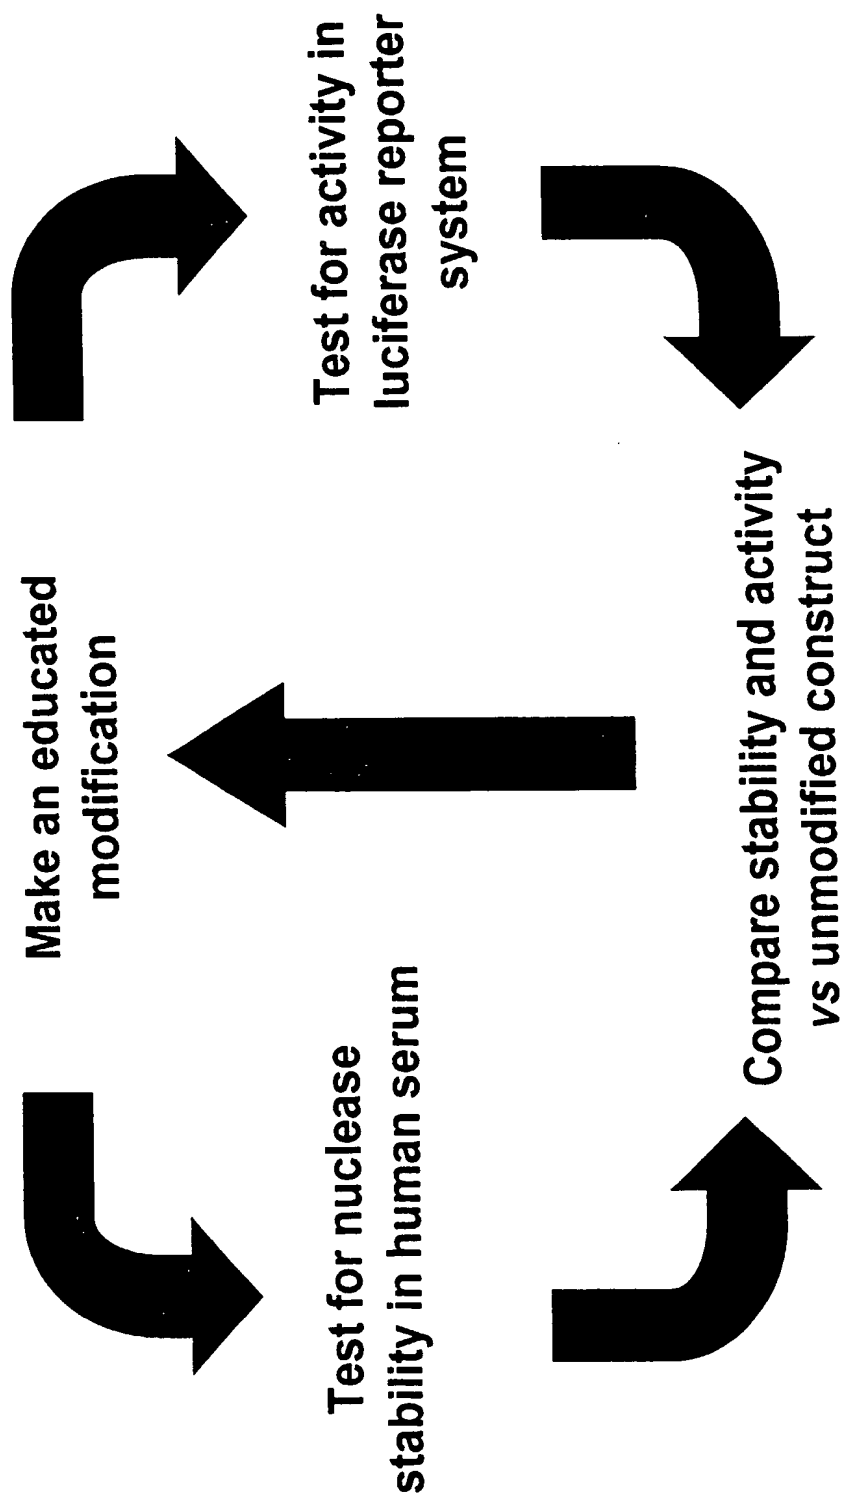 Make an educated
modification
Test for nuclease
stability in human serum
Test for activity in
luciferase reporter
system
Compare stability and activity
vs unmodified construct